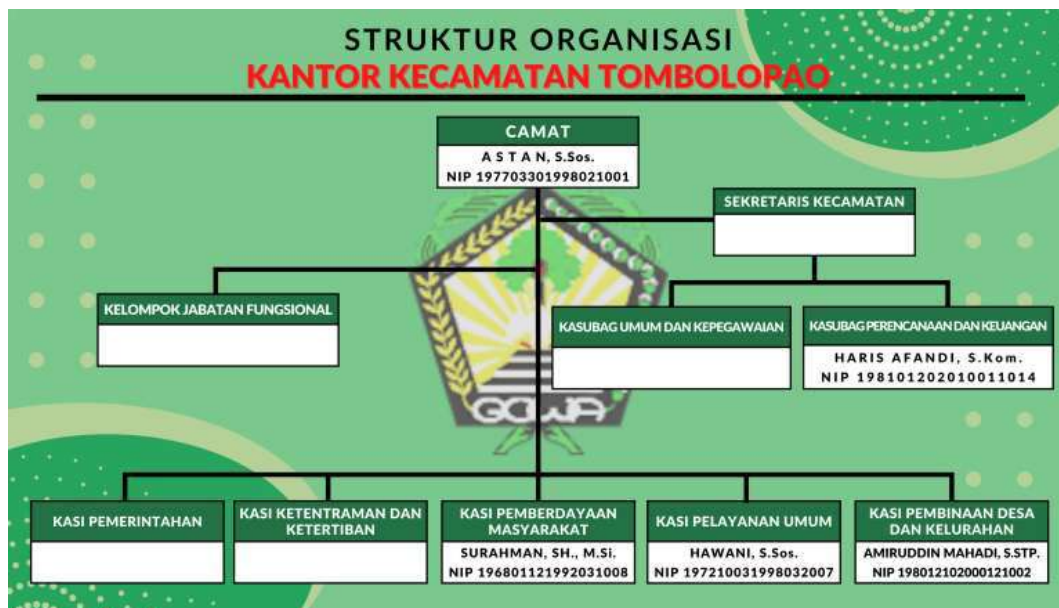 STRUKTUR ORGANISASI
KANTOR KECAMATAN TOMBOLOPAO
CAMAT
A S T A N, S.Sos.
NIP 197703301998021001
SEKRETARIS KECAMATAN
KELOMPOK JABATAN FUNGSIONAL
KASUBAG UMUM DAN KEPEGAWAIAN
KASUBAG PERENCANAAN DAN KEUANGAN
HARIS AFANDI, S.Kom.
NIP 198101202010011014
GOWA
KASI PEMERINTAHAN
KASI KETENTRAMAN DAN
KETERTIBAN
KASI PEMBERDAYAAN
MASYARAKAT
SURAHMAN, SH., M.Si.
NIP 196801121992031008
KASI PELAYANAN UMUM
HAWANI, S.Sos.
NIP 197210031998032007
KASI PEMBINAAN DESA
DAN KELURAHAN
AMIRUDDIN MAHADI, S.STP.
NIP 198012102000121002